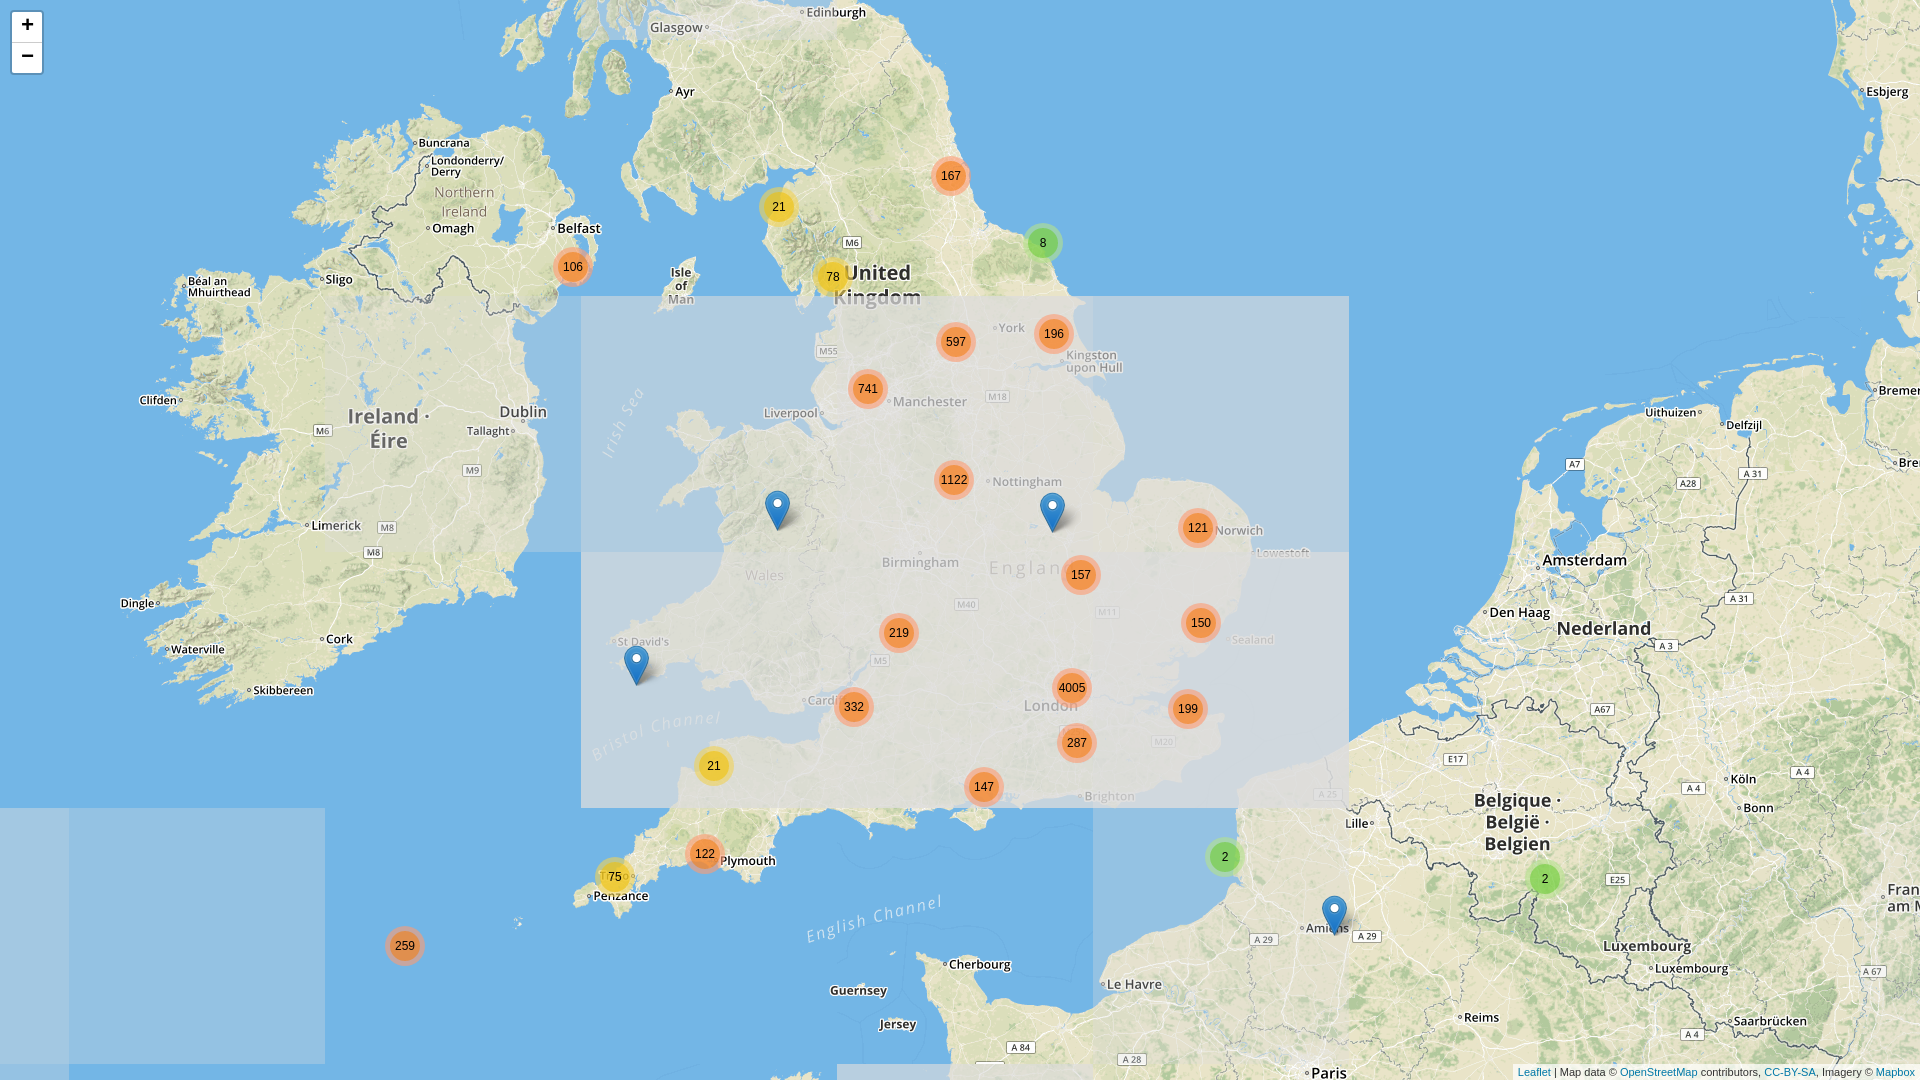 +
−
Edinburgh
Glasgow
Ayr
Esbjerg
Buncrana
Londonderry/
Derry
167
Northern
Ireland
21
Omagh
Belfast
M6
8
106
Isle
of
Man
78
United
Kingdom
Sligo
Béal an
Mhuirthead
York
196
597
M55
Kingston
upon Hull
741
Manchester
M18
Clifden
Irish Sea
Liverpool
Dublin
Ireland ·
Éire
M6
Tallaght
Uithuizen
Delfzijl
Bremer
M9
1122
Nottingham
A7
A 31
A28
Bre
Limerick
M8
121
Norwich
M8
Lowestoft
Birmingham
Englan
157
Wales
Amsterdam
Dingle
M40
M11
A 31
Den Haag
Nederland
219
150
Cork
St David's
Sealand
A 3
Waterville
M5
Skibbereen
4005
Cardi
332
London
199
A67
Bristol Channel
287
M20
E17
21
147
Brighton
A 25
Köln
A 4
A 4
Bonn
Belgique ·
België ·
Belgien
Lille
122
Plymouth
2
75
Penzance
2
E25
Fran
am M
English Channel
Amiens
A 29
A 29
259
Luxembourg
Luxembourg
Cherbourg
A 67
Le Havre
Guernsey
Jersey
Reims
Saarbrücken
A 4
A 84
A 28
Paris
Leaflet | Map data © OpenStreetMap contributors, CC-BY-SA, Imagery © Mapbox